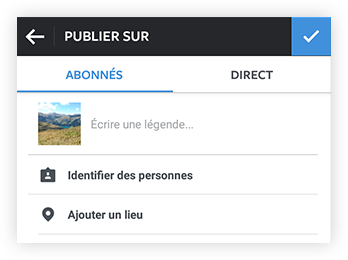 PUBLIER SUR
ABONNÉS DIRECT
Écrire une légende...
Identifier des personnes
Ajouter un lieu